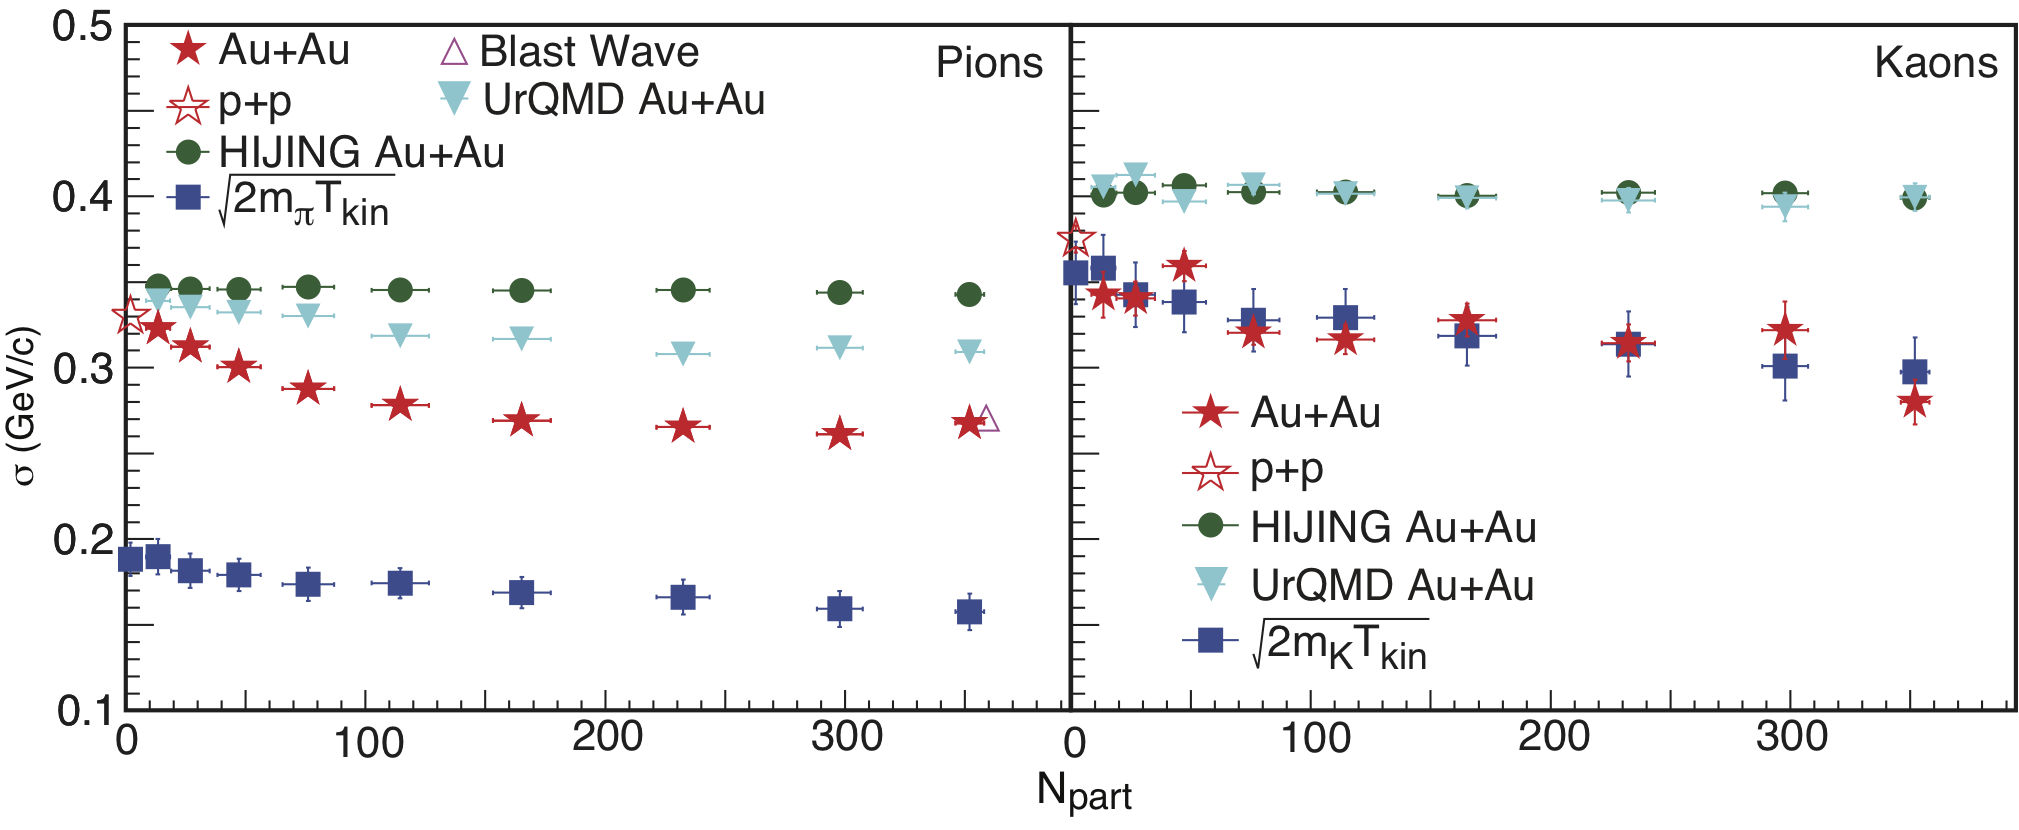 0.5
0.4
0.3
0.2
0.1
σ (GeV/c)
Au+Au
p+p
HIJING Au+Au
√2mπTkin
Blast Wave
UrQMD Au+Au
Pions
0 100 200 300
Kaons
Au+Au
p+p
HIJING Au+Au
UrQMD Au+Au
√2mKTkin
0 100 200 300
Npart